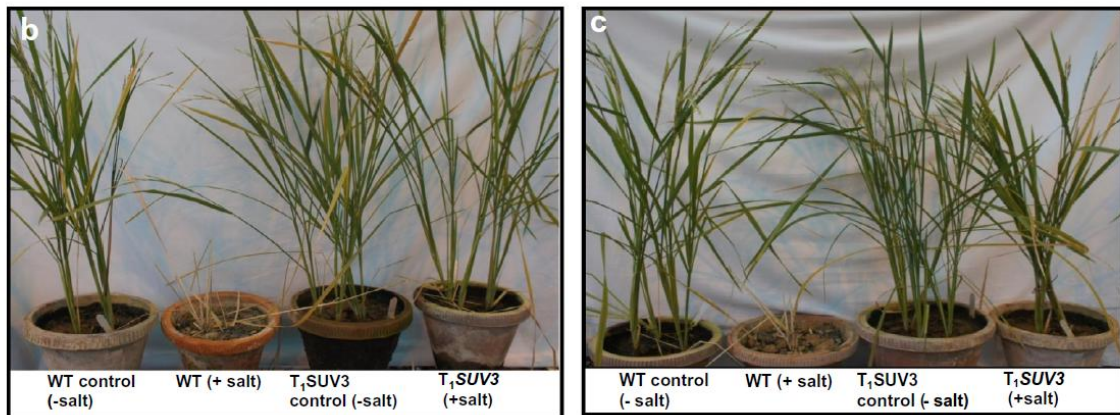 b
WT control
(-salt)
WT (+ salt)
T₁SUV3
control (-salt)
T₁SUV3
(+salt)
c
WT control
(- salt)
WT (+ salt)
T₁SUV3
control (- salt)
T₁SUV3
(+salt)